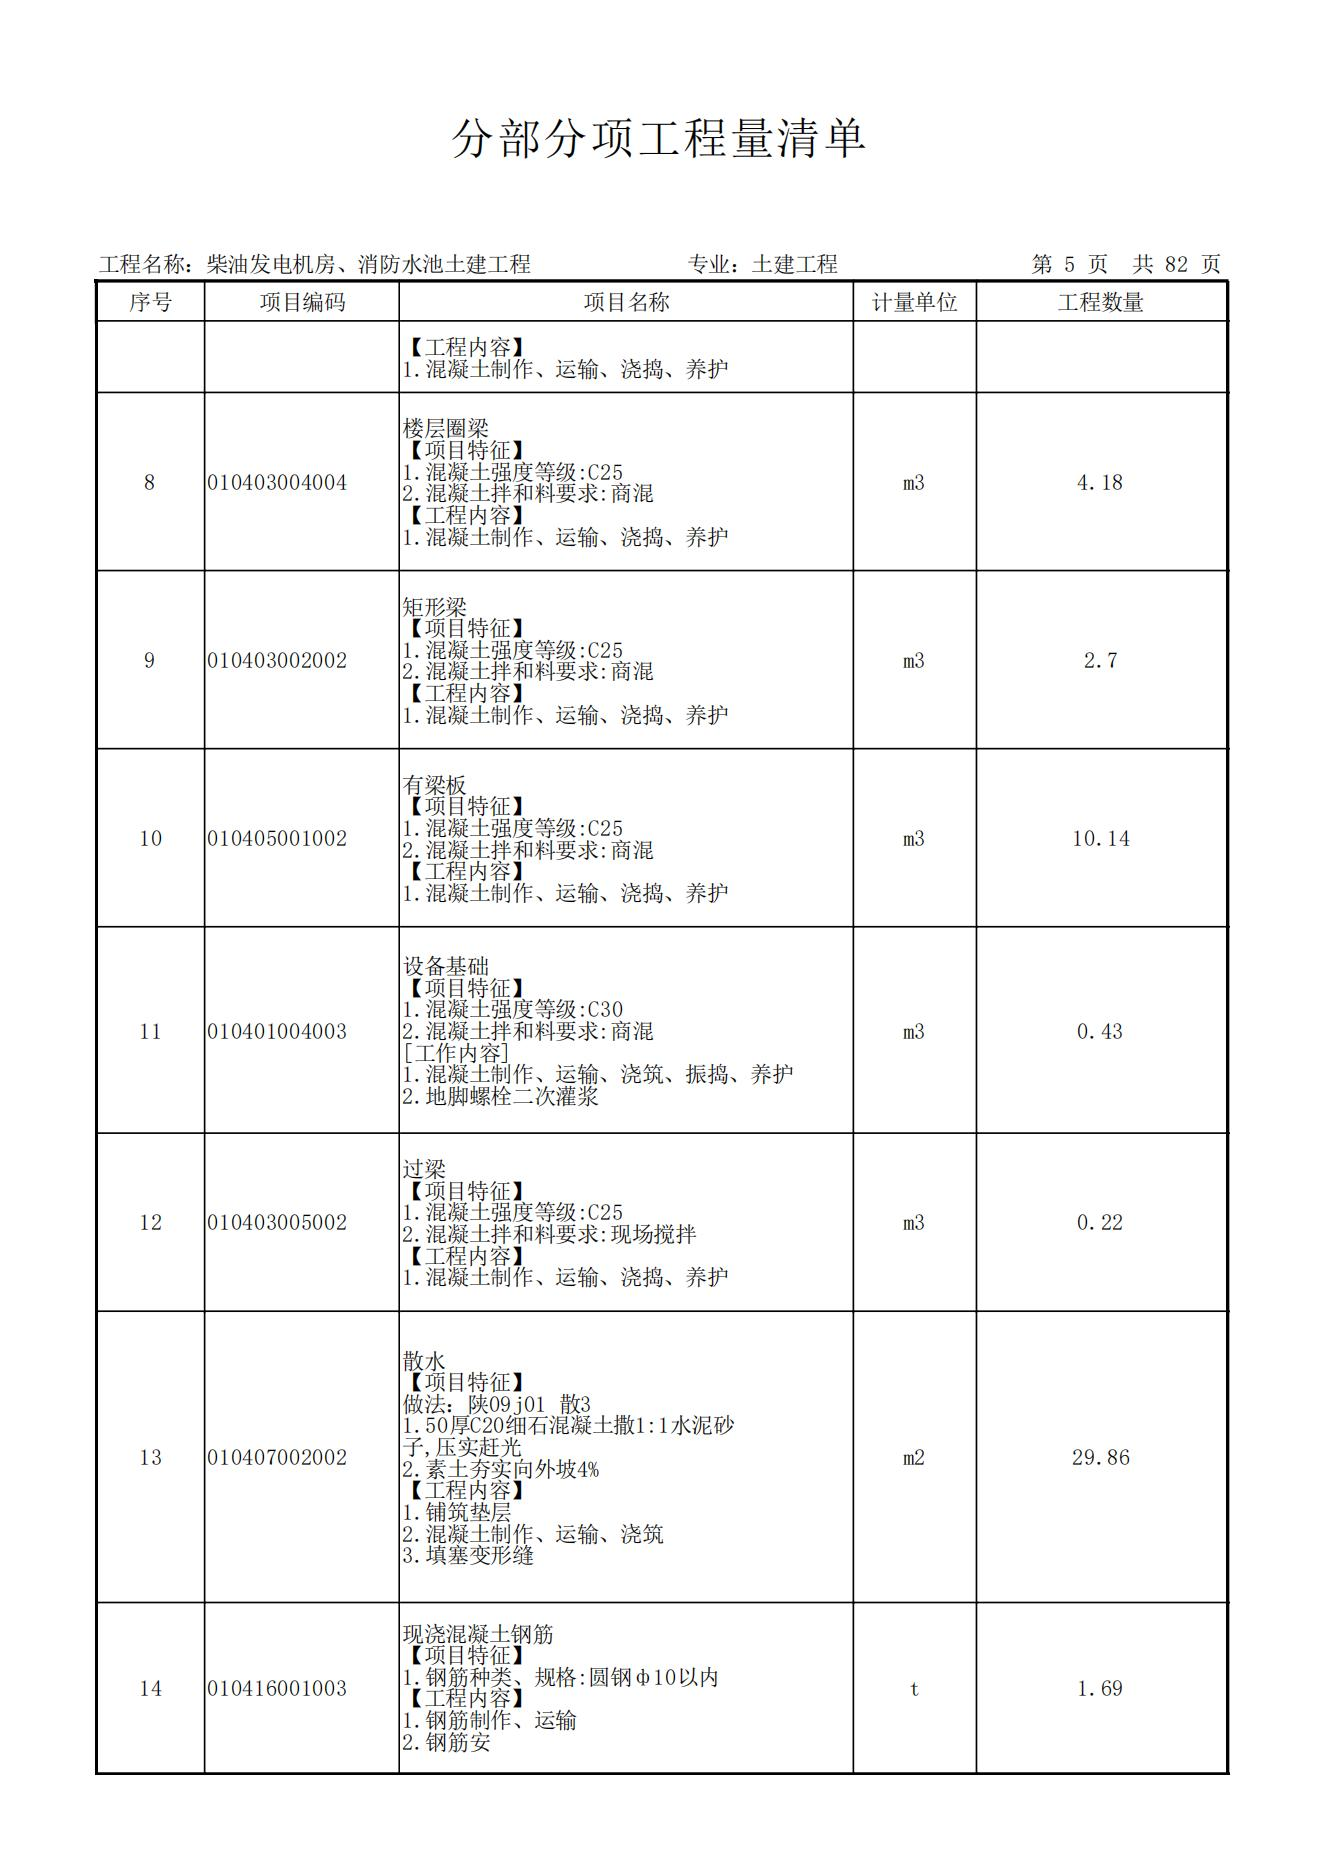 分部分项工程量清单
工程名称：柴油发电机房、消防水池土建工程 专业：土建工程 第 5 页 共 82 页
序号 项目编码 项目名称 计量单位 工程数量
【工程内容】
1.混凝土制作、运输、浇捣、养护
楼层圈梁
【项目特征】
1.混凝土强度等级:C25
8 010403004004 m3 4.18
2.混凝土拌和料要求:商混
【工程内容】
1.混凝土制作、运输、浇捣、养护
矩形梁
【项目特征】
1.混凝土强度等级:C25
9 010403002002 m3 2.7
2.混凝土拌和料要求:商混
【工程内容】
1.混凝土制作、运输、浇捣、养护
有梁板
【项目特征】
1.混凝土强度等级:C25
10 010405001002 m3 10.14
2.混凝土拌和料要求:商混
【工程内容】
1.混凝土制作、运输、浇捣、养护
设备基础
【项目特征】
1.混凝土强度等级:C30
11 010401004003 2.混凝土拌和料要求:商混 m3 0.43
[工作内容]
1.混凝土制作、运输、浇筑、振捣、养护
2.地脚螺栓二次灌浆
过梁
【项目特征】
1.混凝土强度等级:C25
12 010403005002 m3 0.22
2.混凝土拌和料要求:现场搅拌
【工程内容】
1.混凝土制作、运输、浇捣、养护
散水
【项目特征】
做法：陕09j01 散3
1.50厚C20细石混凝土撒1:1水泥砂
子,压实赶光
13 010407002002 m2 29.86
2.素土夯实向外坡4%
【工程内容】
1.铺筑垫层
2.混凝土制作、运输、浇筑
3.填塞变形缝
现浇混凝土钢筋
【项目特征】
1.钢筋种类、规格:圆钢φ10以内
14 010416001003 t 1.69
【工程内容】
1.钢筋制作、运输
2.钢筋安